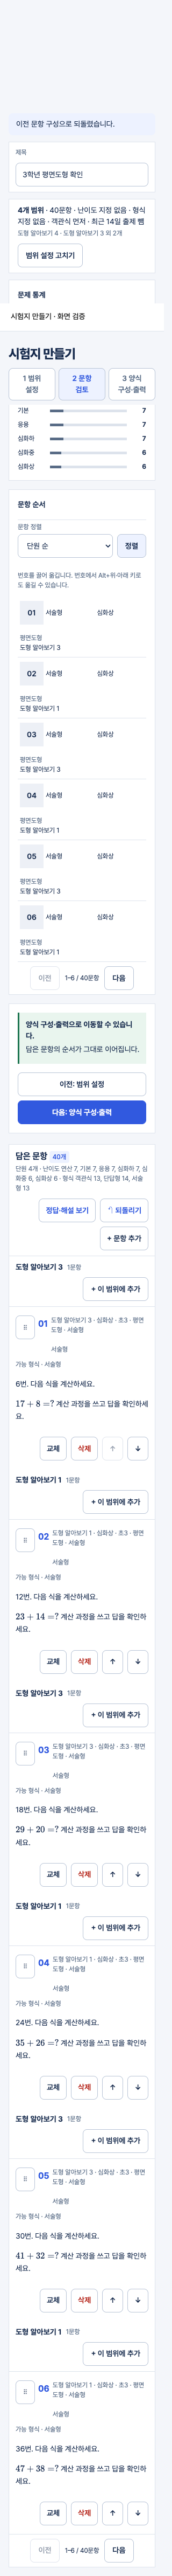 이전 문항 구성으로 되돌렸습니다.
제목
3학년 평면도형 확인
4개 범위 · 40문항 · 난이도 지정 없음 · 형식
지정 없음 · 객관식 먼저 · 최근 14일 출제 뺌
도형 알아보기 4 · 도형 알아보기 3 외 2개
범위 설정 고치기
문제 통계
시험지 만들기 · 화면 검증
시험지 만들기
1 범위
설정
2 문항
검토
3 양식
구성·출력
기본 7
응용 7
심화하 7
심화중 6
심화상 6
문항 순서
문항 정렬
단원 순
정렬
번호를 끌어 옮깁니다. 번호에서 Alt+위·아래 키로
도 옮길 수 있습니다.
01 서술형 심화상
평면도형
도형 알아보기 3
02 서술형 심화상
평면도형
도형 알아보기 1
03 서술형 심화상
평면도형
도형 알아보기 3
04 서술형 심화상
평면도형
도형 알아보기 1
05 서술형 심화상
평면도형
도형 알아보기 3
06 서술형 심화상
평면도형
도형 알아보기 1
이전 1–6 / 40문항 다음
양식 구성·출력으로 이동할 수 있습니
다.
담은 문항의 순서가 그대로 이어집니다.
이전: 범위 설정
다음: 양식 구성·출력
담은 문항 40개
단원 4개 · 난이도 연산 7, 기본 7, 응용 7, 심화하 7, 심
화중 6, 심화상 6 · 형식 객관식 13, 단답형 14, 서술
형 13
정답·해설 보기
되돌리기
+ 문항 추가
도형 알아보기 3 1문항
+ 이 범위에 추가
01 도형 알아보기 3 · 심화상 · 초3 · 평면
도형 · 서술형
서술형
가능 형식 · 서술형
6번. 다음 식을 계산하세요.
17 + 8 =? 계산 과정을 쓰고 답을 확인하세
요.
교체 삭제 ↑ ↓
도형 알아보기 1 1문항
+ 이 범위에 추가
02 도형 알아보기 1 · 심화상 · 초3 · 평면
도형 · 서술형
서술형
가능 형식 · 서술형
12번. 다음 식을 계산하세요.
23 + 14 =? 계산 과정을 쓰고 답을 확인하
세요.
교체 삭제 ↑ ↓
도형 알아보기 3 1문항
+ 이 범위에 추가
03 도형 알아보기 3 · 심화상 · 초3 · 평면
도형 · 서술형
서술형
가능 형식 · 서술형
18번. 다음 식을 계산하세요.
29 + 20 =? 계산 과정을 쓰고 답을 확인하
세요.
교체 삭제 ↑ ↓
도형 알아보기 1 1문항
+ 이 범위에 추가
04 도형 알아보기 1 · 심화상 · 초3 · 평면
도형 · 서술형
서술형
가능 형식 · 서술형
24번. 다음 식을 계산하세요.
35 + 26 =? 계산 과정을 쓰고 답을 확인하
세요.
교체 삭제 ↑ ↓
도형 알아보기 3 1문항
+ 이 범위에 추가
05 도형 알아보기 3 · 심화상 · 초3 · 평면
도형 · 서술형
서술형
가능 형식 · 서술형
30번. 다음 식을 계산하세요.
41 + 32 =? 계산 과정을 쓰고 답을 확인하
세요.
교체 삭제 ↑ ↓
도형 알아보기 1 1문항
+ 이 범위에 추가
06 도형 알아보기 1 · 심화상 · 초3 · 평면
도형 · 서술형
서술형
가능 형식 · 서술형
36번. 다음 식을 계산하세요.
47 + 38 =? 계산 과정을 쓰고 답을 확인하
세요.
교체 삭제 ↑ ↓
이전 1–6 / 40문항 다음